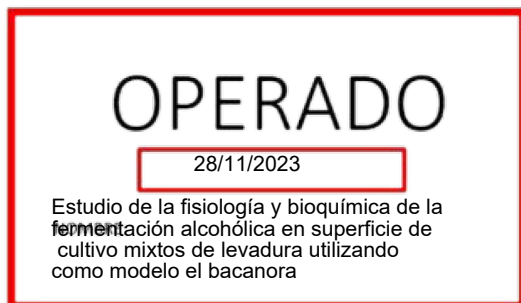 OPERADO
28/11/2023
Estudio de la fisiología y bioquímica de la
fermentación alcohólica en superficie de
cultivo mixtos de levadura utilizando
como modelo el bacanora